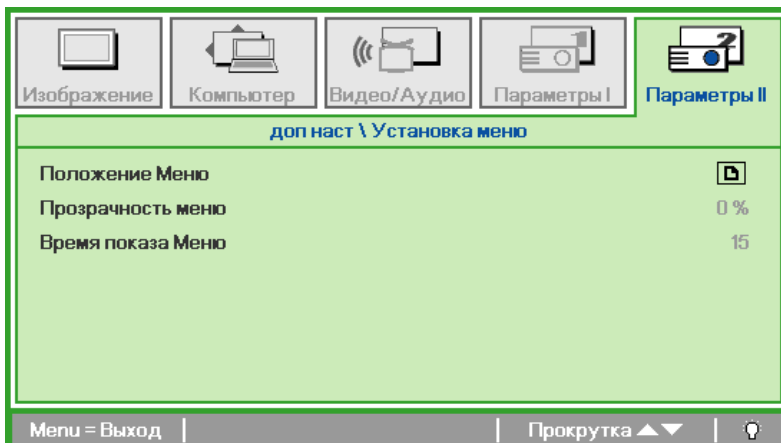 Изображение
Компьютер
Видео/Аудио
Параметры I
Параметры II
доп наст \ Установка меню
Положение Меню
Прозрачность меню 0 %
Время показа Меню 15
Menu = Выход Прокрутка ▲▼